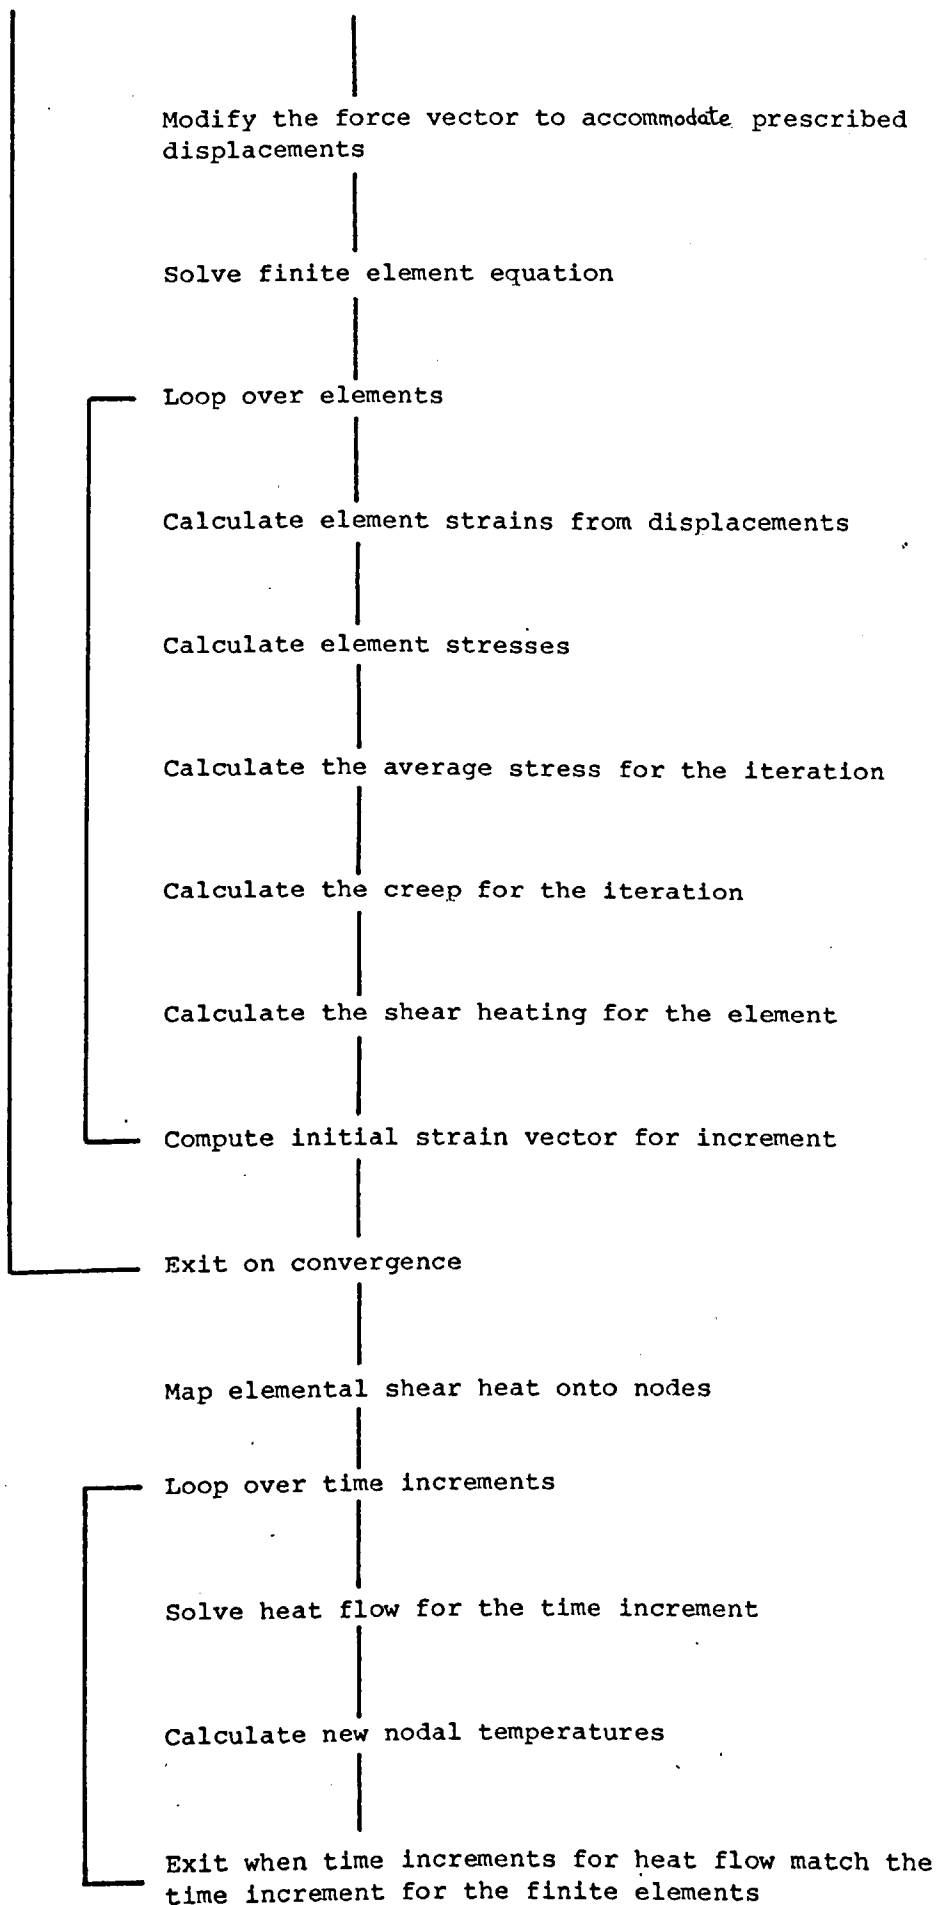 Modify the force vector to accommodate prescribed
displacements
Solve finite element equation
Loop over elements
Calculate element strains from displacements
Calculate element stresses
Calculate the average stress for the iteration
Calculate the creep for the iteration
Calculate the shear heating for the element
Compute initial strain vector for increment
Exit on convergence
Map elemental shear heat onto nodes
Loop over time increments
Solve heat flow for the time increment
Calculate new nodal temperatures
Exit when time increments for heat flow match the
time increment for the finite elements